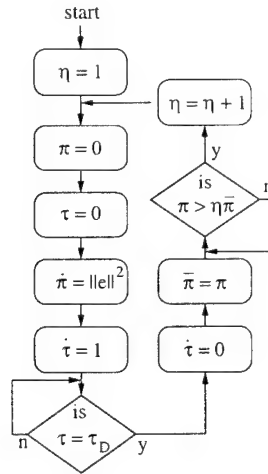 start
η = 1
π = 0
τ = 0
π̇ = ||e||²
τ̇ = 1
is
τ = τ_D
n
y
τ̇ = 0
π̄ = π
is
π > ηπ̄
n
y
η = η + 1